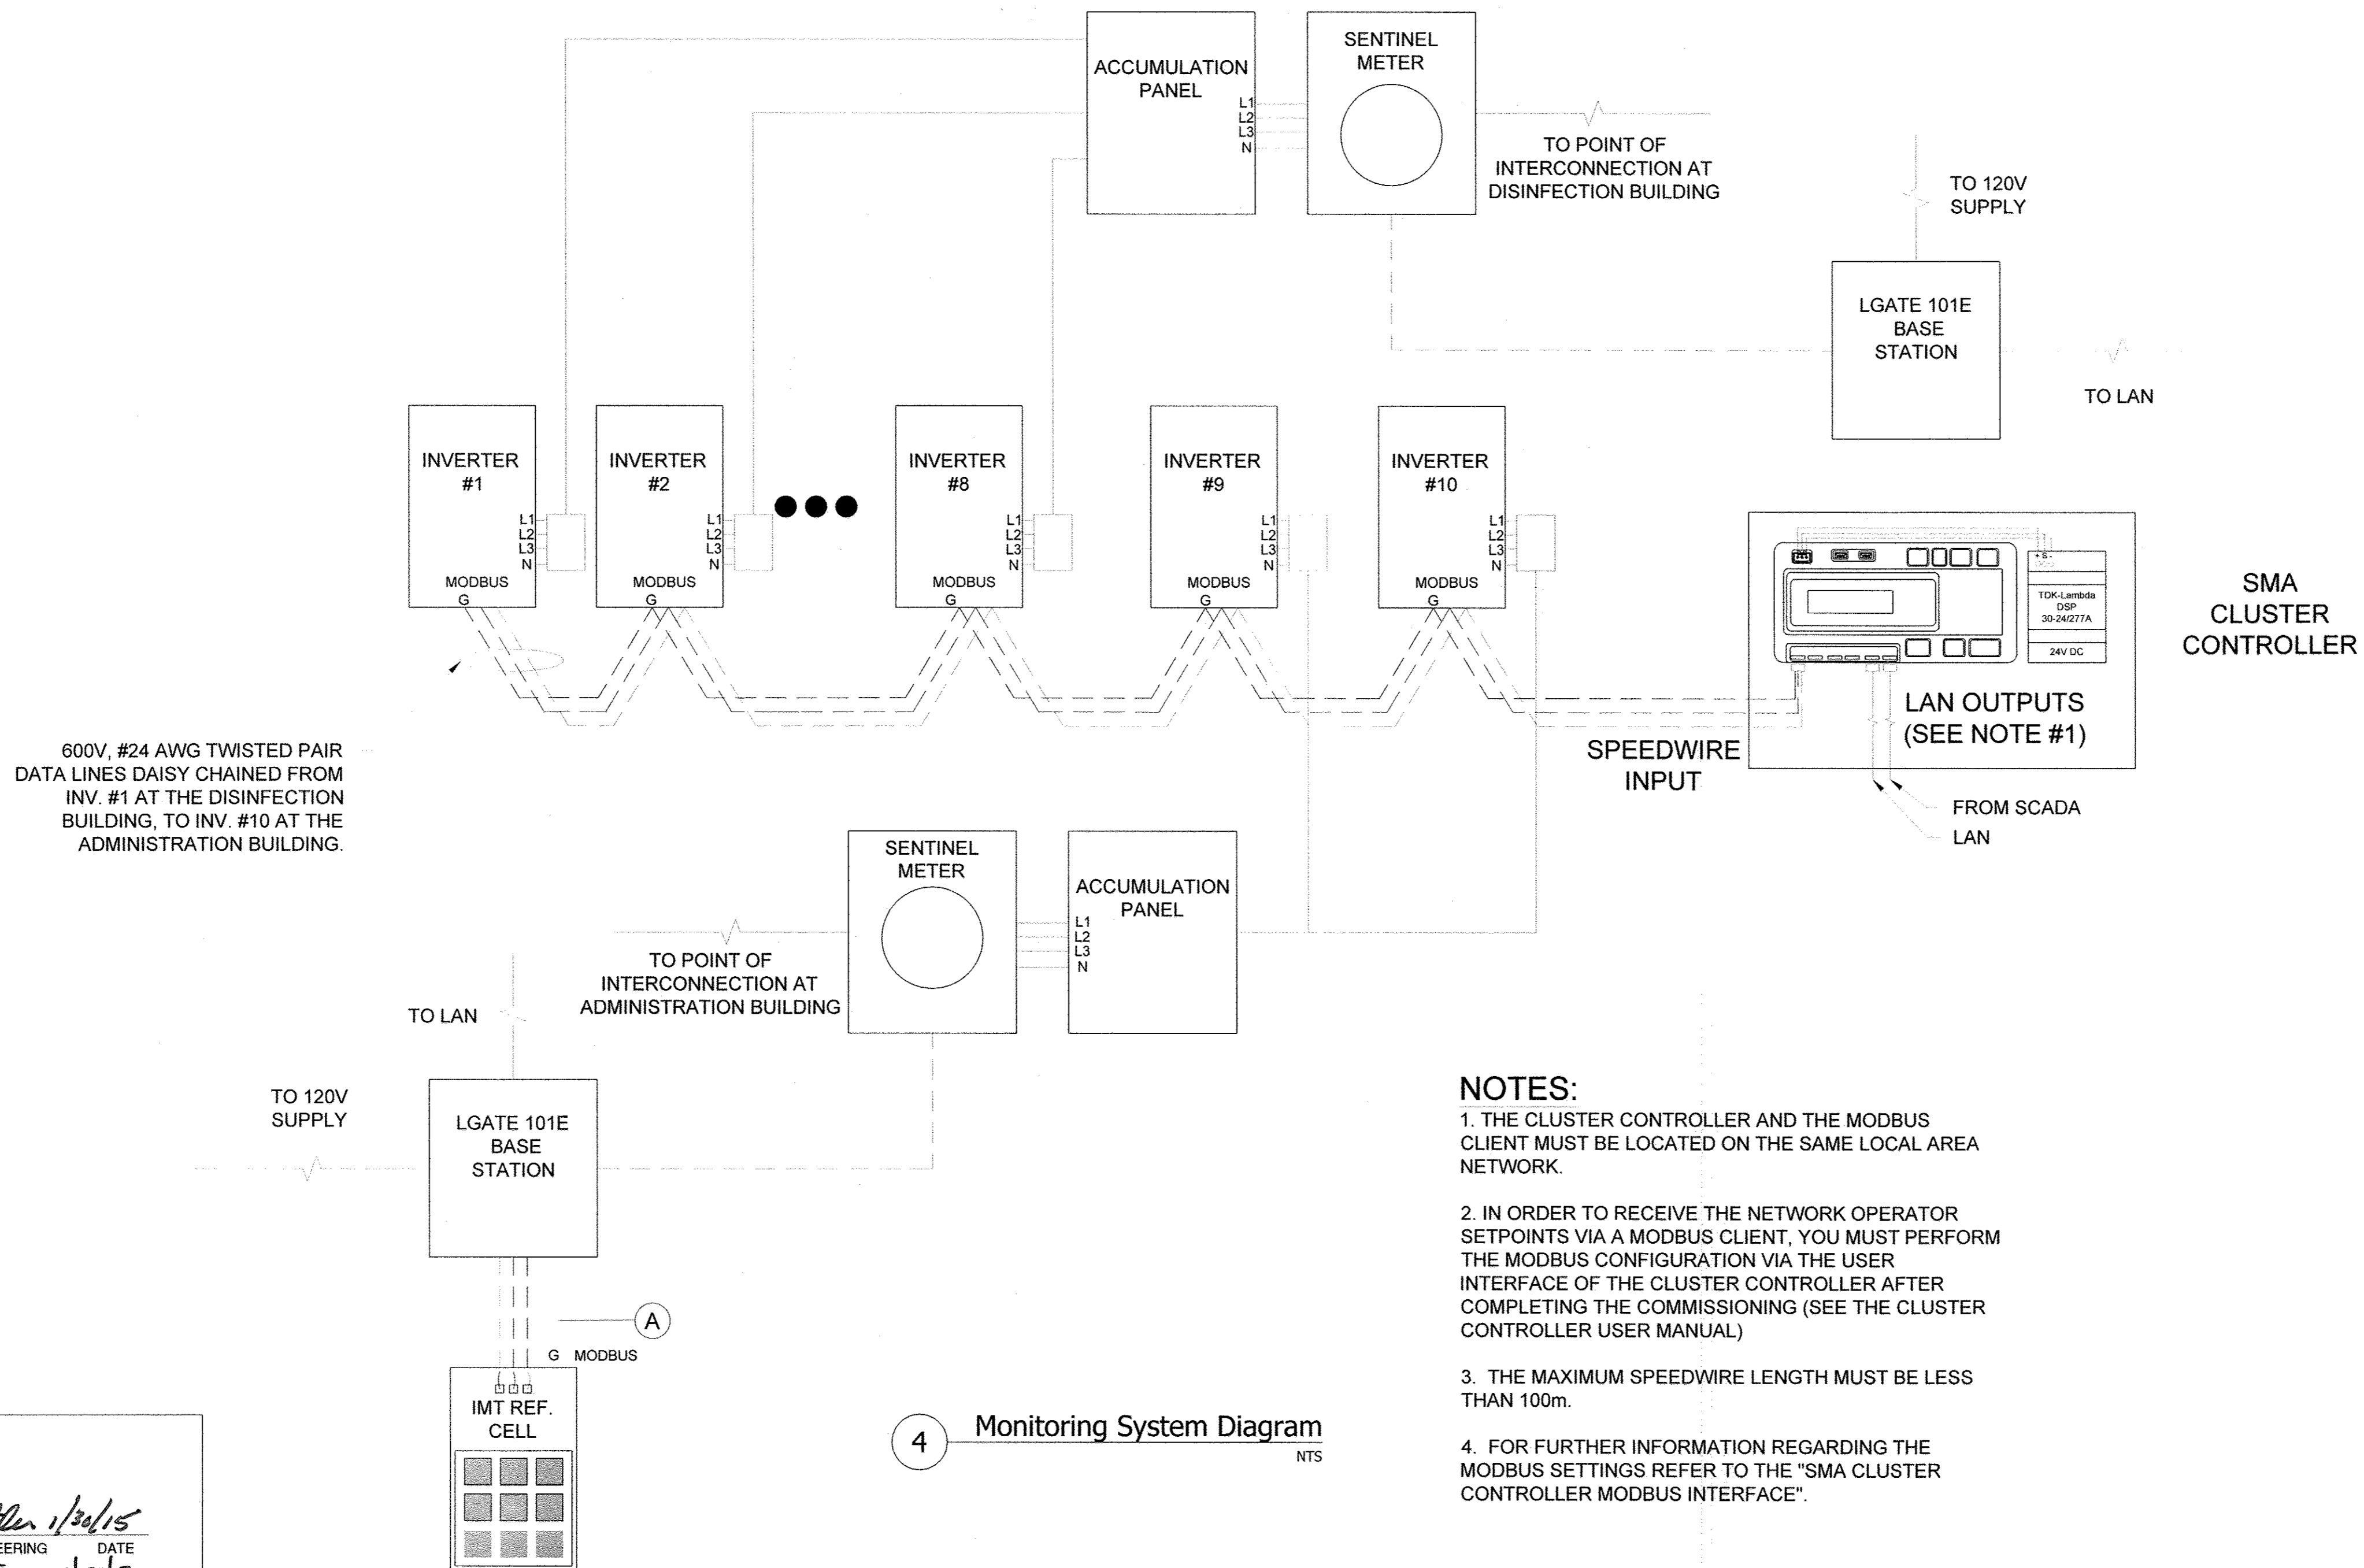 ACCUMULATION
PANEL
L1
L2
L3
N
SENTINEL
METER
TO POINT OF
INTERCONNECTION AT
DISINFECTION BUILDING
TO 120V
SUPPLY
LGATE 101E
BASE
STATION
TO LAN
INVERTER
#1
L1
L2
L3
N
MODBUS
G
INVERTER
#2
L1
L2
L3
N
MODBUS
G
INVERTER
#8
L1
L2
L3
N
MODBUS
G
INVERTER
#9
L1
L2
L3
N
MODBUS
G
INVERTER
#10
L1
L2
L3
N
MODBUS
G
+ S -
TDK-Lambda
DSP
30-24/277A
24V DC
SMA
CLUSTER
CONTROLLER
LAN OUTPUTS
(SEE NOTE #1)
SPEEDWIRE
INPUT
FROM SCADA
LAN
600V, #24 AWG TWISTED PAIR
DATA LINES DAISY CHAINED FROM
INV. #1 AT THE DISINFECTION
BUILDING, TO INV. #10 AT THE
ADMINISTRATION BUILDING.
SENTINEL
METER
ACCUMULATION
PANEL
L1
L2
L3
N
TO POINT OF
INTERCONNECTION AT
ADMINISTRATION BUILDING
TO LAN
TO 120V
SUPPLY
LGATE 101E
BASE
STATION
A
G MODBUS
IMT REF.
CELL
4
Monitoring System Diagram
NTS
NOTES:
1. THE CLUSTER CONTROLLER AND THE MODBUS
CLIENT MUST BE LOCATED ON THE SAME LOCAL AREA
NETWORK.
2. IN ORDER TO RECEIVE THE NETWORK OPERATOR
SETPOINTS VIA A MODBUS CLIENT, YOU MUST PERFORM
THE MODBUS CONFIGURATION VIA THE USER
INTERFACE OF THE CLUSTER CONTROLLER AFTER
COMPLETING THE COMMISSIONING (SEE THE CLUSTER
CONTROLLER USER MANUAL)
3. THE MAXIMUM SPEEDWIRE LENGTH MUST BE LESS
THAN 100m.
4. FOR FURTHER INFORMATION REGARDING THE
MODBUS SETTINGS REFER TO THE "SMA CLUSTER
CONTROLLER MODBUS INTERFACE".
1/30/15
DATE